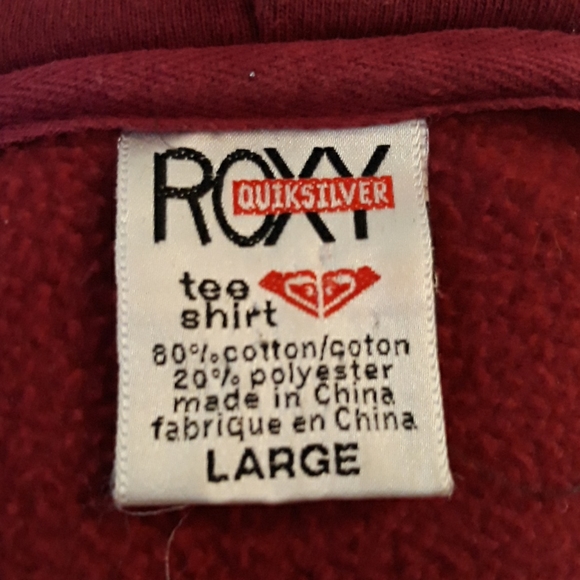 ROXY
QUIKSILVER
tee
shirt
80% cotton/coton
20% polyester
made in China
fabrique en China
LARGE